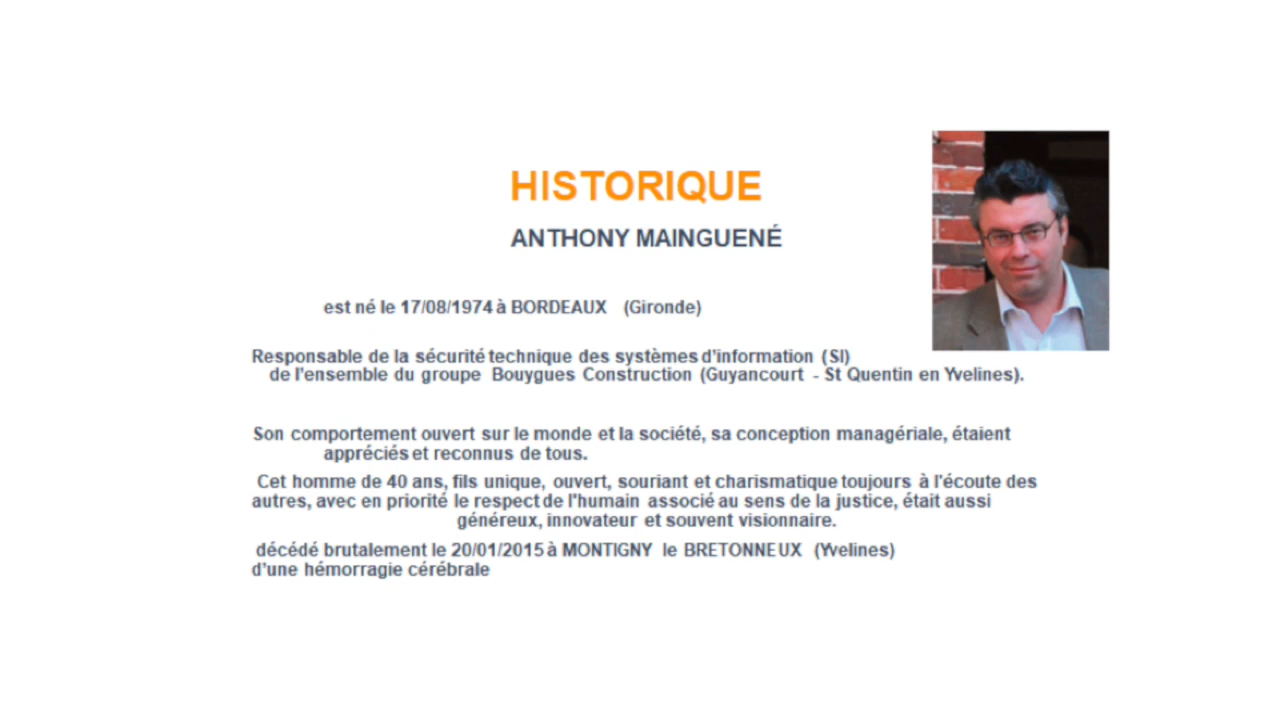 HISTORIQUE
ANTHONY MAINGUENÉ
est né le 17/08/1974 à BORDEAUX (Gironde)
Responsable de la sécurité technique des systèmes d'information (SI)
de l'ensemble du groupe Bouygues Construction (Guyancourt - St Quentin en Yvelines).
Son comportement ouvert sur le monde et la société, sa conception managériale, étaient
appréciés et reconnus de tous.
Cet homme de 40 ans, fils unique, ouvert, souriant et charismatique toujours à l'écoute des
autres, avec en priorité le respect de l'humain associé au sens de la justice, était aussi
généreux, innovateur et souvent visionnaire.
décédé brutalement le 20/01/2015 à MONTIGNY le BRETONNEUX (Yvelines)
d'une hémorragie cérébrale